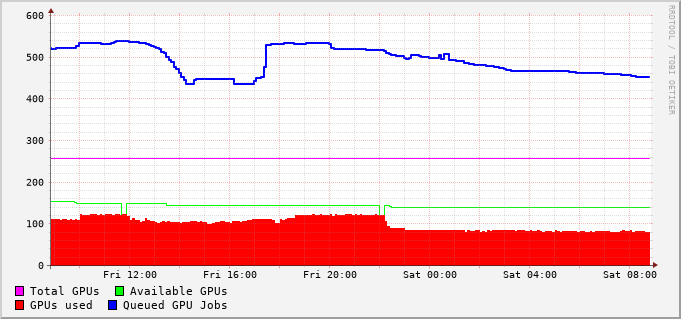 600
500
400
300
200
100
0
Fri 12:00 Fri 16:00 Fri 20:00 Sat 00:00 Sat 04:00 Sat 08:00
Total GPUs Available GPUs
GPUs used Queued GPU Jobs
RRDTOOL / TOBI OETIKER